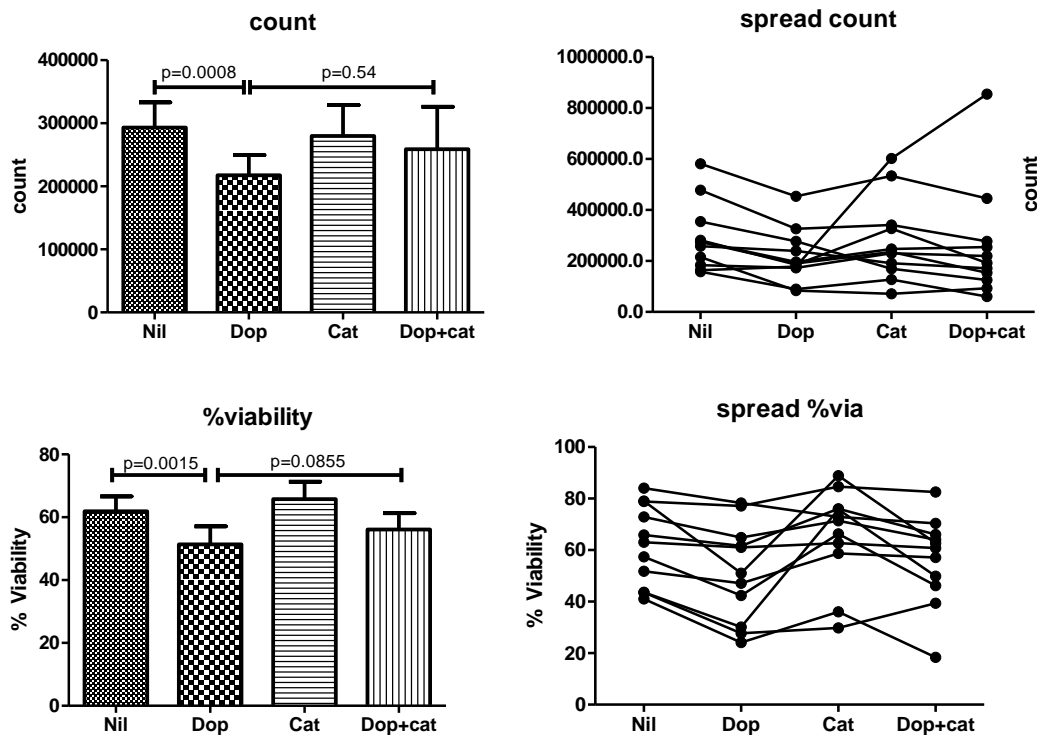 count
400000
300000
200000
100000
0
count
p=0.0008
p=0.54
Nil
Dop
Cat
Dop+cat
spread count
1000000.0
800000.0
600000.0
400000.0
200000.0
0.0
count
Nil
Dop
Cat
Dop+cat
%viability
80
60
40
20
0
% Viability
p=0.0015
p=0.0855
Nil
Dop
Cat
Dop+cat
spread %via
100
80
60
40
20
0
% Viability
Nil
Dop
Cat
Dop+cat